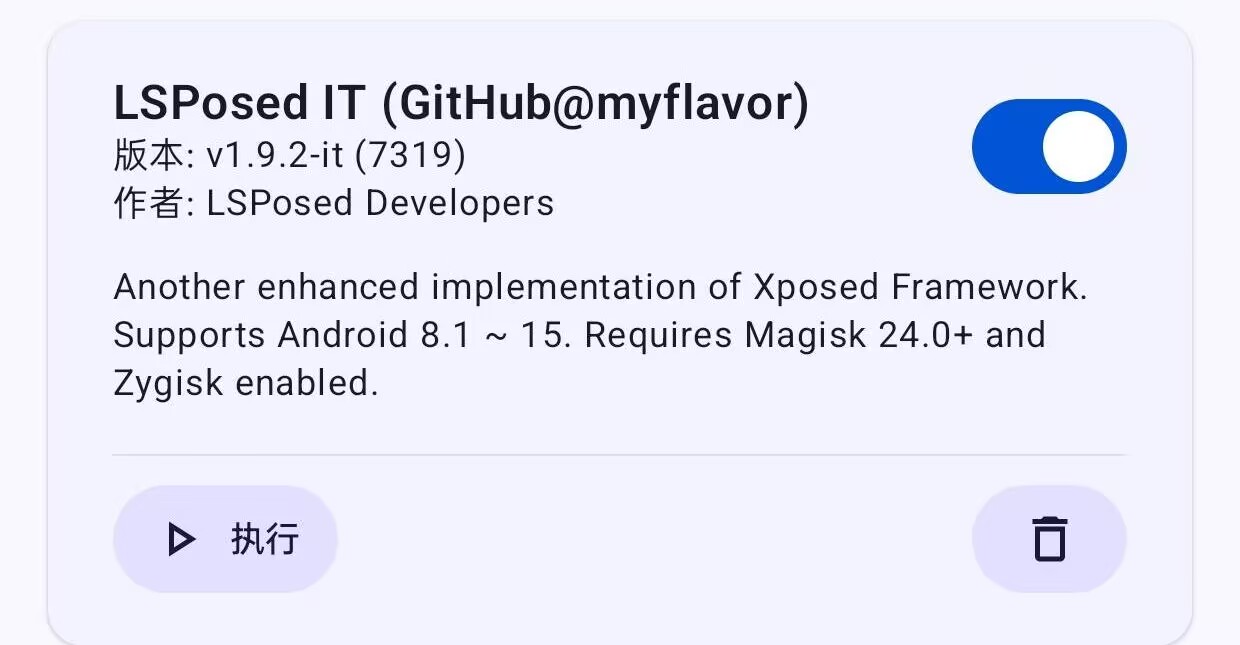 LSPosed IT (GitHub@myflavor)
版本: v1.9.2-it (7319)
作者: LSPosed Developers
Another enhanced implementation of Xposed Framework.
Supports Android 8.1 ~ 15. Requires Magisk 24.0+ and
Zygisk enabled.
执行